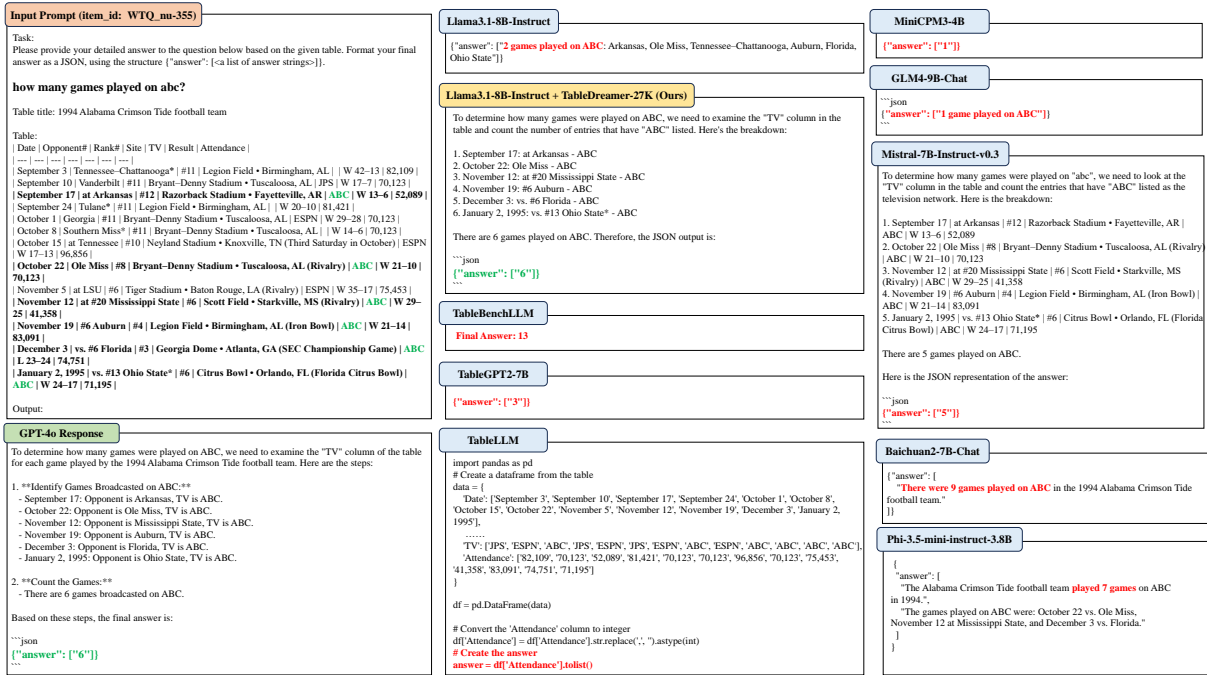 Input Prompt (item_id: WTQ_nu-355)
Task:
Please provide your detailed answer to the question below based on the given table. Format your final
answer as a JSON, using the structure {"answer": [<a list of answer strings>]}.
how many games played on abc?
Table title: 1994 Alabama Crimson Tide football team
Table:
| Date | Opponent# | Rank# | Site | TV | Result | Attendance |
| --- | --- | --- | --- | --- | --- | --- |
| September 3 | Tennessee–Chattanooga* | #11 | Legion Field • Birmingham, AL | | W 42–13 | 82,109 |
| September 10 | Vanderbilt | #11 | Bryant–Denny Stadium • Tuscaloosa, AL | JPS | W 17–7 | 70,123 |
| September 17 | at Arkansas | #12 | Razorback Stadium • Fayetteville, AR | ABC | W 13–6 | 52,089 |
| September 24 | Tulane* | #11 | Legion Field • Birmingham, AL | | W 20–10 | 81,421 |
| October 1 | Georgia | #11 | Bryant–Denny Stadium • Tuscaloosa, AL | ESPN | W 29–28 | 70,123 |
| October 8 | Southern Miss* | #11 | Bryant–Denny Stadium • Tuscaloosa, AL | | W 14–6 | 70,123 |
| October 15 | at Tennessee | #10 | Neyland Stadium • Knoxville, TN (Third Saturday in October) | ESPN
| W 17–13 | 96,856 |
| October 22 | Ole Miss | #8 | Bryant–Denny Stadium • Tuscaloosa, AL (Rivalry) | ABC | W 21–10 |
70,123 |
| November 5 | at LSU | #6 | Tiger Stadium • Baton Rouge, LA (Rivalry) | ESPN | W 35–17 | 75,453 |
| November 12 | at #20 Mississippi State | #6 | Scott Field • Starkville, MS (Rivalry) | ABC | W 29–
25 | 41,358 |
| November 19 | #6 Auburn | #4 | Legion Field • Birmingham, AL (Iron Bowl) | ABC | W 21–14 |
83,091 |
| December 3 | vs. #6 Florida | #3 | Georgia Dome • Atlanta, GA (SEC Championship Game) | ABC
| L 23–24 | 74,751 |
| January 2, 1995 | vs. #13 Ohio State* | #6 | Citrus Bowl • Orlando, FL (Florida Citrus Bowl) |
ABC | W 24–17 | 71,195 |
Output:
GPT-4o Response
To determine how many games were played on ABC, we need to examine the "TV" column of the table
for each game played by the 1994 Alabama Crimson Tide football team. Here are the steps:
1. **Identify Games Broadcasted on ABC:**
- September 17: Opponent is Arkansas, TV is ABC.
- October 22: Opponent is Ole Miss, TV is ABC.
- November 12: Opponent is Mississippi State, TV is ABC.
- November 19: Opponent is Auburn, TV is ABC.
- December 3: Opponent is Florida, TV is ABC.
- January 2, 1995: Opponent is Ohio State, TV is ABC.
2. **Count the Games:**
- There are 6 games broadcasted on ABC.
Based on these steps, the final answer is:
```json
{"answer": ["6"]}
```
Llama3.1-8B-Instruct
{"answer": ["2 games played on ABC: Arkansas, Ole Miss, Tennessee–Chattanooga, Auburn, Florida,
Ohio State"]}
Llama3.1-8B-Instruct + TableDreamer-27K (Ours)
To determine how many games were played on ABC, we need to examine the "TV" column in the
table and count the number of entries that have "ABC" listed. Here's the breakdown:
1. September 17: at Arkansas - ABC
2. October 22: Ole Miss - ABC
3. November 12: at #20 Mississippi State - ABC
4. November 19: #6 Auburn - ABC
5. December 3: vs. #6 Florida - ABC
6. January 2, 1995: vs. #13 Ohio State* - ABC
There are 6 games played on ABC. Therefore, the JSON output is:
```json
{"answer": ["6"]}
```
TableBenchLLM
Final Answer: 13
TableGPT2-7B
{"answer": ["3"]}
TableLLM
import pandas as pd
# Create a dataframe from the table
data = {
'Date': ['September 3', 'September 10', 'September 17', 'September 24', 'October 1', 'October 8',
'October 15', 'October 22', 'November 5', 'November 12', 'November 19', 'December 3', 'January 2,
1995'],
......
'TV': ['JPS', 'ESPN', 'ABC', 'JPS', 'ESPN', 'JPS', 'ESPN', 'ABC', 'ESPN', 'ABC', 'ABC', 'ABC', 'ABC'],
'Attendance': ['82,109', '70,123', '52,089', '81,421', '70,123', '70,123', '96,856', '70,123', '75,453',
'41,358', '83,091', '74,751', '71,195']
}
df = pd.DataFrame(data)
# Convert the 'Attendance' column to integer
df['Attendance'] = df['Attendance'].str.replace(',', '').astype(int)
# Create the answer
answer = df['Attendance'].tolist()
MiniCPM3-4B
{"answer": ["1"]}
GLM4-9B-Chat
```json
{"answer": ["1 game played on ABC"]}
```
Mistral-7B-Instruct-v0.3
To determine how many games were played on "abc", we need to look at the
"TV" column in the table and count the entries that have "ABC" listed as the
television network. Here is the breakdown:
1. September 17 | at Arkansas | #12 | Razorback Stadium • Fayetteville, AR |
ABC | W 13–6 | 52,089
2. October 22 | Ole Miss | #8 | Bryant–Denny Stadium • Tuscaloosa, AL (Rivalry)
| ABC | W 21–10 | 70,123
3. November 12 | at #20 Mississippi State | #6 | Scott Field • Starkville, MS
(Rivalry) | ABC | W 29–25 | 41,358
4. November 19 | #6 Auburn | #4 | Legion Field • Birmingham, AL (Iron Bowl) |
ABC | W 21–14 | 83,091
5. January 2, 1995 | vs. #13 Ohio State* | #6 | Citrus Bowl • Orlando, FL (Florida
Citrus Bowl) | ABC | W 24–17 | 71,195
There are 5 games played on ABC.
Here is the JSON representation of the answer:
```json
{"answer": ["5"]}
```
Baichuan2-7B-Chat
{"answer": [
"There were 9 games played on ABC in the 1994 Alabama Crimson Tide
football team."
]}
Phi-3.5-mini-instruct-3.8B
{
"answer": [
"The Alabama Crimson Tide football team played 7 games on ABC
in 1994.",
"The games played on ABC were: October 22 vs. Ole Miss,
November 12 at Mississippi State, and December 3 vs. Florida."
]
}